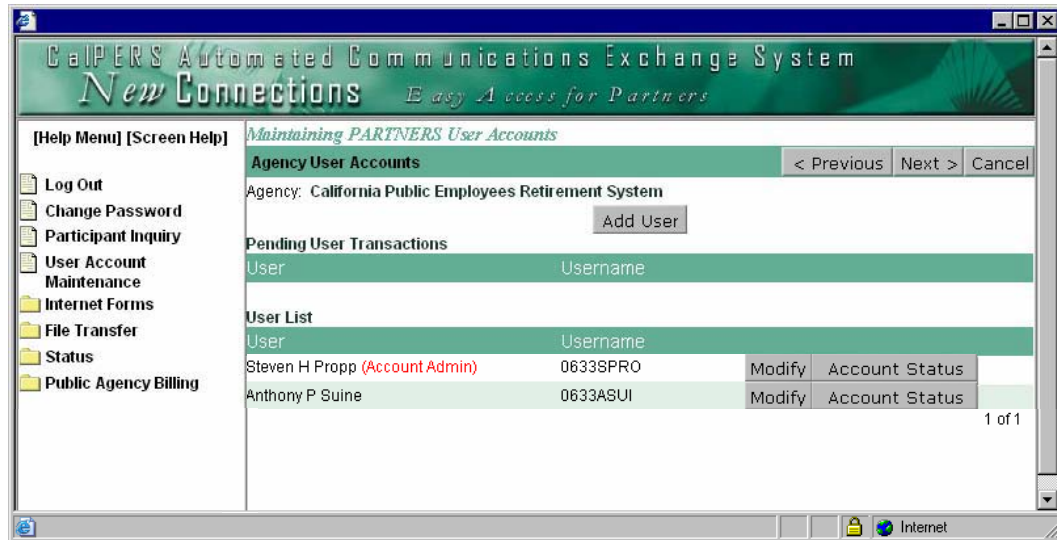 CalPERS Automated Communications Exchange System
New Connections Easy Access for Partners
[Help Menu] [Screen Help]
Log Out
Change Password
Participant Inquiry
User Account
Maintenance
Internet Forms
File Transfer
Status
Public Agency Billing
Maintaining PARTNERS User Accounts
Agency User Accounts < Previous Next > Cancel
Agency: California Public Employees Retirement System
Add User
Pending User Transactions
User Username
User List
User Username
Steven H Propp (Account Admin) 0633SPRO Modify Account Status
Anthony P Suine 0633ASUI Modify Account Status
1 of 1
Internet